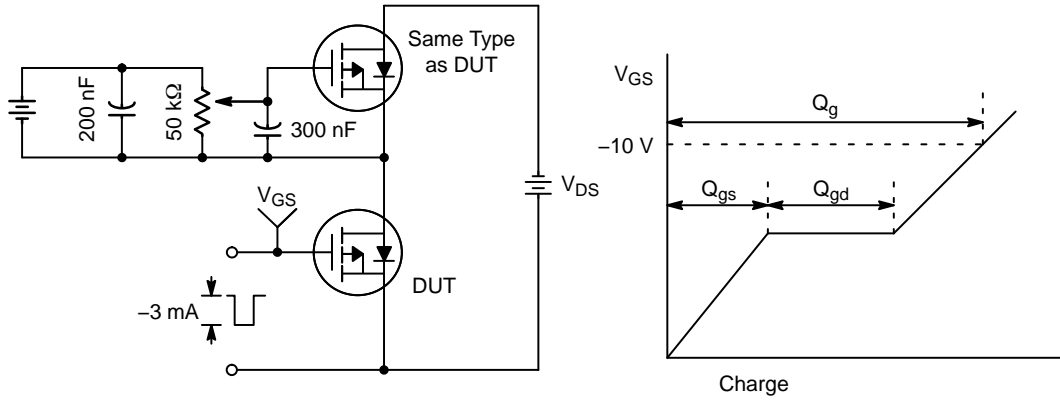 Same Type
as DUT
200 nF
50 kΩ
300 nF
V_GS
V_DS
DUT
–3 mA
V_GS
Q_g
–10 V
Q_gs
Q_gd
Charge